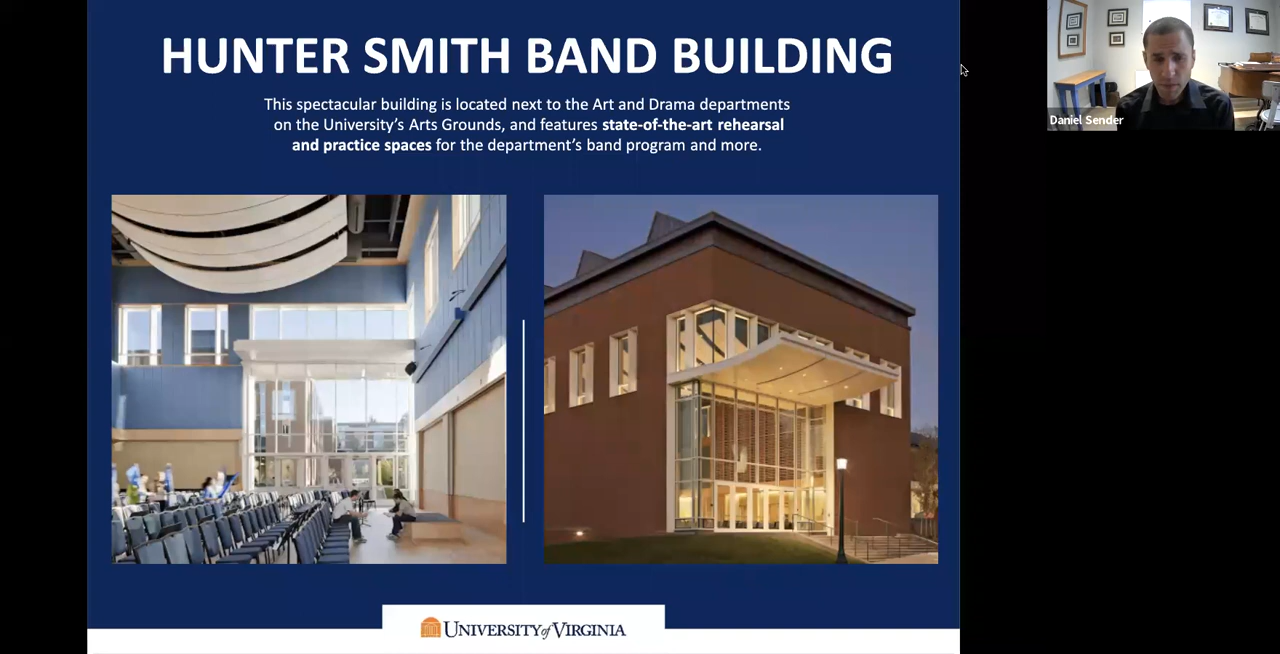 HUNTER SMITH BAND BUILDING
This spectacular building is located next to the Art and Drama departments
on the University's Arts Grounds, and features state-of-the-art rehearsal
and practice spaces for the department's band program and more.
Daniel Sender
UNIVERSITY of VIRGINIA